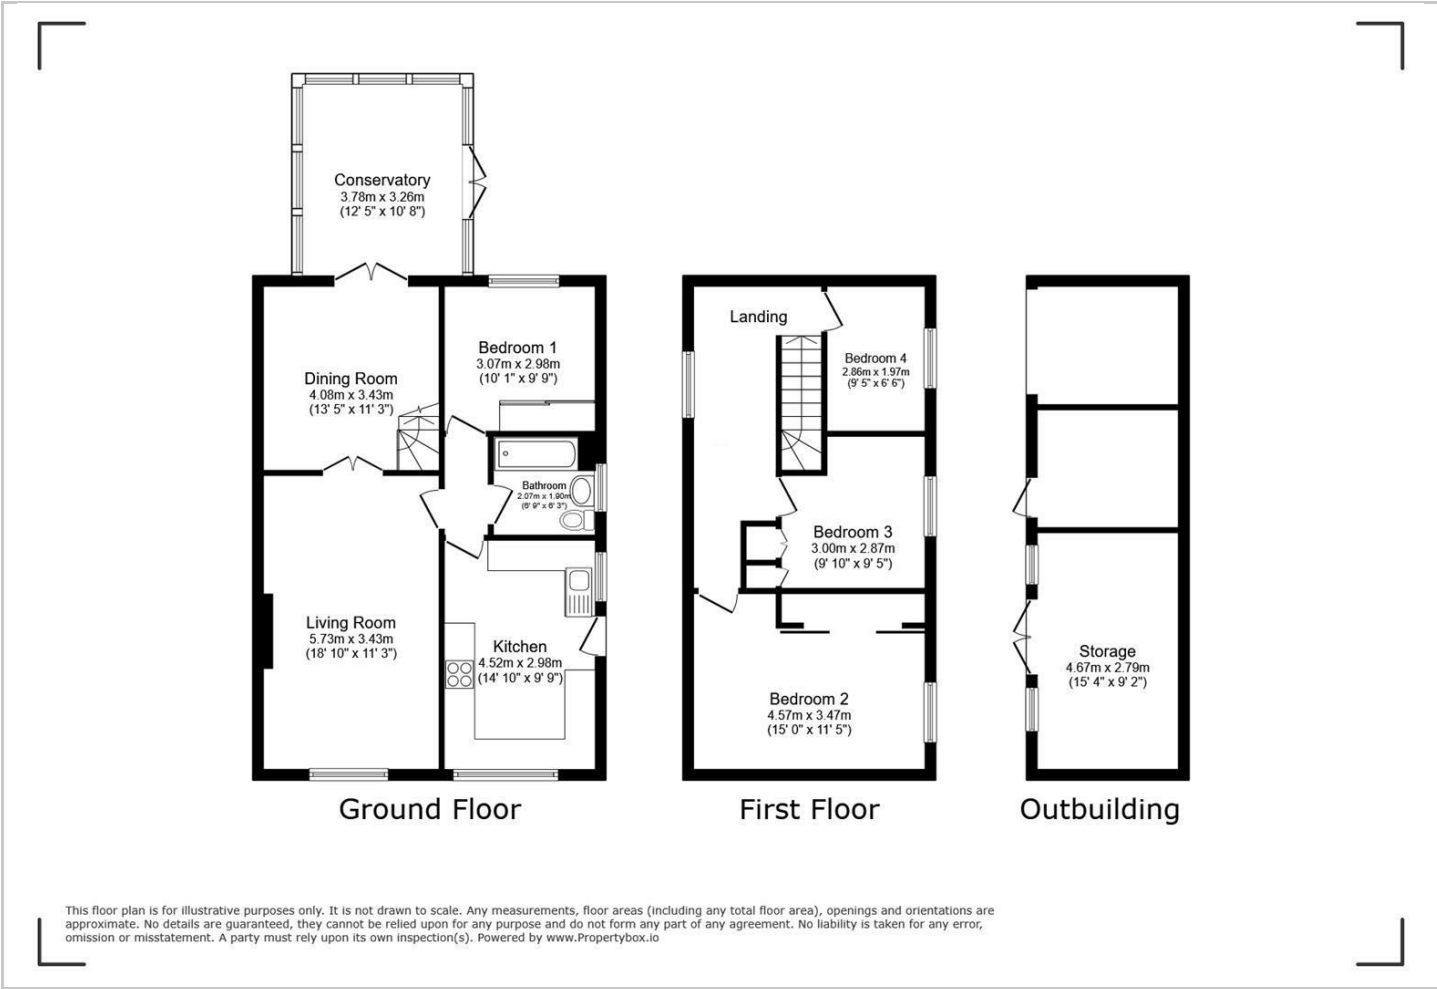 Conservatory
3.78m x 3.26m
(12' 5" x 10' 8")
Dining Room
4.08m x 3.43m
(13' 5" x 11' 3")
Bedroom 1
3.07m x 2.98m
(10' 1" x 9' 9")
Bathroom
2.07m x 1.90m
(6' 9" x 6' 3")
Living Room
5.73m x 3.43m
(18' 10" x 11' 3")
Kitchen
4.52m x 2.98m
(14' 10" x 9' 9")
Ground Floor
Landing
Bedroom 4
2.86m x 1.97m
(9' 5" x 6' 6")
Bedroom 3
3.00m x 2.87m
(9' 10" x 9' 5")
Bedroom 2
4.57m x 3.47m
(15' 0" x 11' 5")
First Floor
Storage
4.67m x 2.79m
(15' 4" x 9' 2")
Outbuilding
This floor plan is for illustrative purposes only. It is not drawn to scale. Any measurements, floor areas (including any total floor area), openings and orientations are
approximate. No details are guaranteed, they cannot be relied upon for any purpose and do not form any part of any agreement. No liability is taken for any error,
omission or misstatement. A party must rely upon its own inspection(s). Powered by www.Propertybox.io